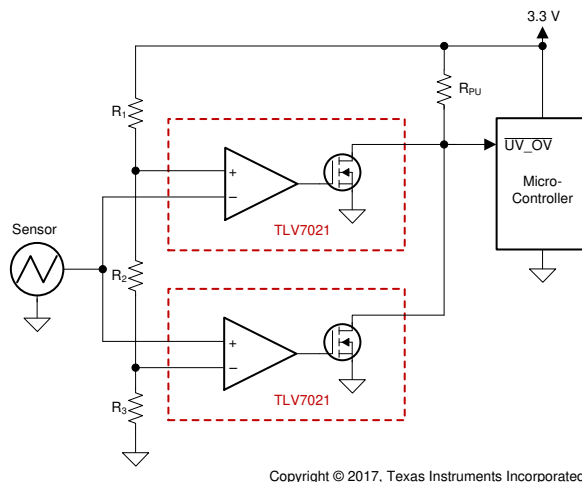 3.3 V
R1
RPU
UV_OV
Micro-
Controller
+
−
TLV7021
Sensor
R2
+
−
TLV7021
R3
Copyright © 2017, Texas Instruments Incorporated